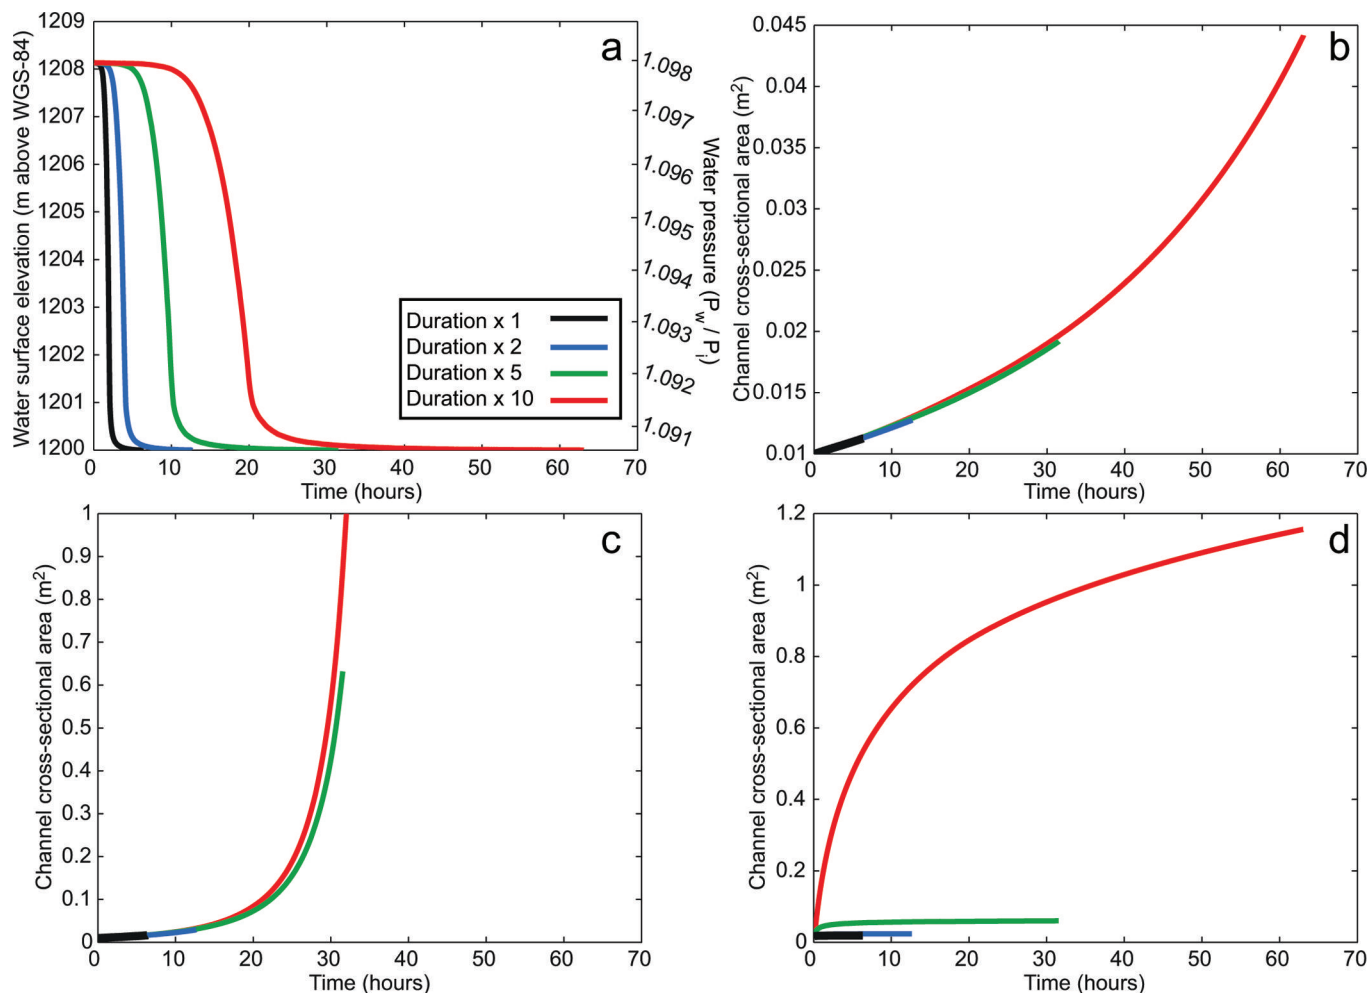 a
Water surface elevation (m above WGS-84)
1209
1208
1207
1206
1205
1204
1203
1202
1201
1200
0 10 20 30 40 50 60 70
Time (hours)
1.098
1.097
1.096
1.095
1.094
1.093
1.092
1.091
Water pressure (P_w / P_i)
Duration x 1
Duration x 2
Duration x 5
Duration x 10
b
Channel cross-sectional area (m²)
0.045
0.04
0.035
0.03
0.025
0.02
0.015
0.01
0 10 20 30 40 50 60 70
Time (hours)
c
Channel cross-sectional area (m²)
1
0.9
0.8
0.7
0.6
0.5
0.4
0.3
0.2
0.1
0
0 10 20 30 40 50 60 70
Time (hours)
d
Channel cross-sectional area (m²)
1.2
1
0.8
0.6
0.4
0.2
0
0 10 20 30 40 50 60 70
Time (hours)